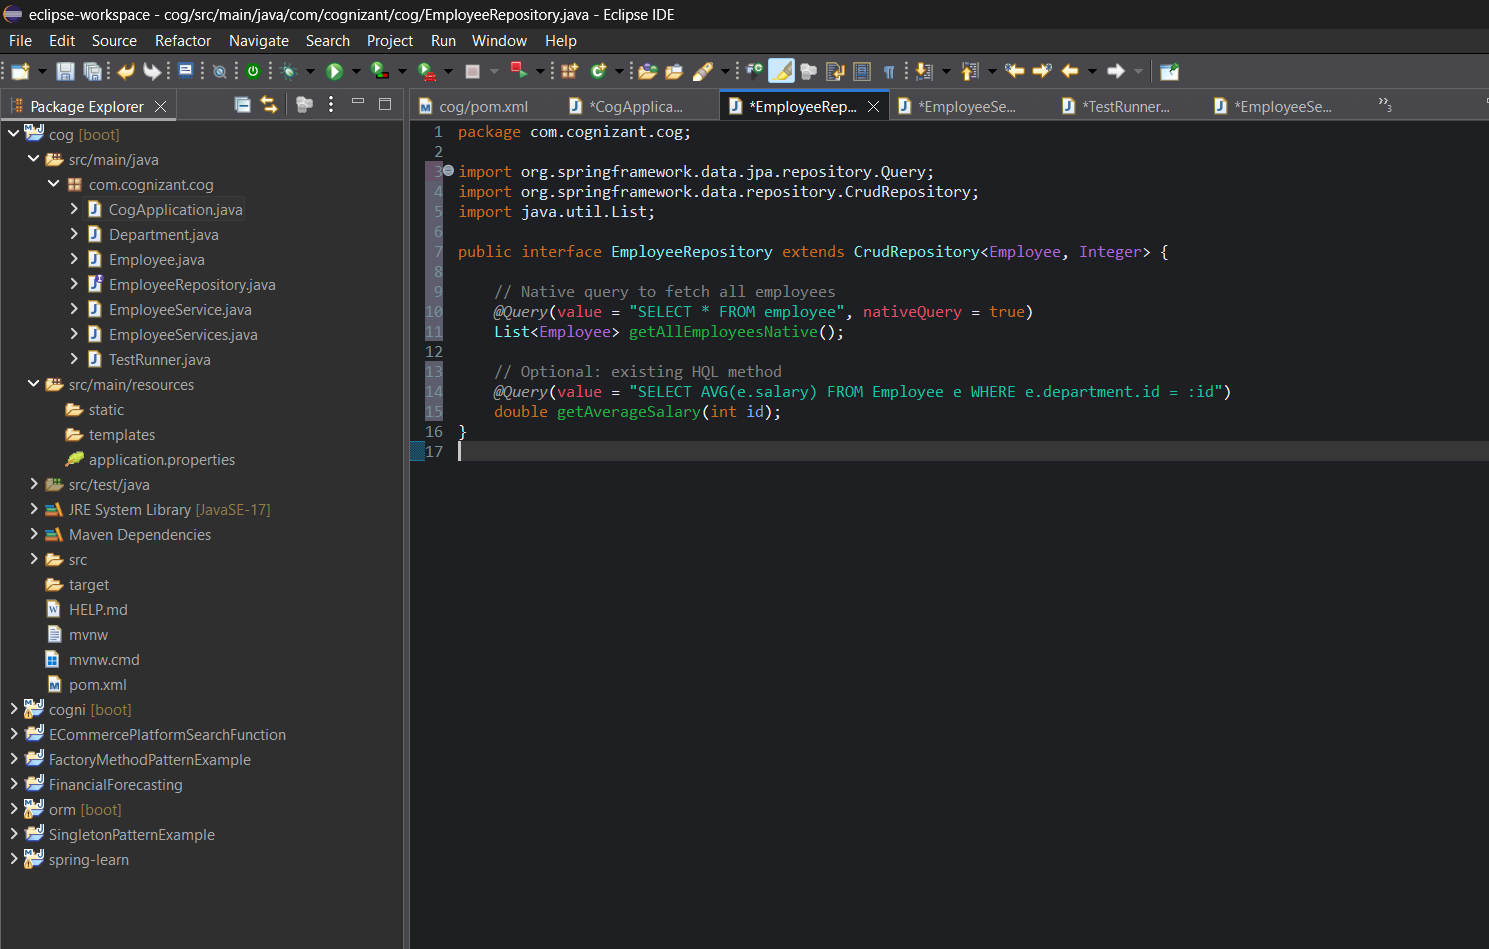 eclipse-workspace - cog/src/main/java/com/cognizant/cog/EmployeeRepository.java - Eclipse IDE
File Edit Source Refactor Navigate Search Project Run Window Help
Package Explorer
cog [boot]
src/main/java
com.cognizant.cog
CogApplication.java
Department.java
Employee.java
EmployeeRepository.java
EmployeeService.java
EmployeeServices.java
TestRunner.java
src/main/resources
static
templates
application.properties
src/test/java
JRE System Library [JavaSE-17]
Maven Dependencies
src
target
HELP.md
mvnw
mvnw.cmd
pom.xml
cogni [boot]
ECommercePlatformSearchFunction
FactoryMethodPatternExample
FinancialForecasting
orm [boot]
SingletonPatternExample
spring-learn
cog/pom.xml *CogApplica... *EmployeeRep... *EmployeeSe... *TestRunner... *EmployeeSe... »3
1 package com.cognizant.cog;
2
3 import org.springframework.data.jpa.repository.Query;
4 import org.springframework.data.repository.CrudRepository;
5 import java.util.List;
6
7 public interface EmployeeRepository extends CrudRepository<Employee, Integer> {
8
9 // Native query to fetch all employees
10 @Query(value = "SELECT * FROM employee", nativeQuery = true)
11 List<Employee> getAllEmployeesNative();
12
13 // Optional: existing HQL method
14 @Query(value = "SELECT AVG(e.salary) FROM Employee e WHERE e.department.id = :id")
15 double getAverageSalary(int id);
16 }
17